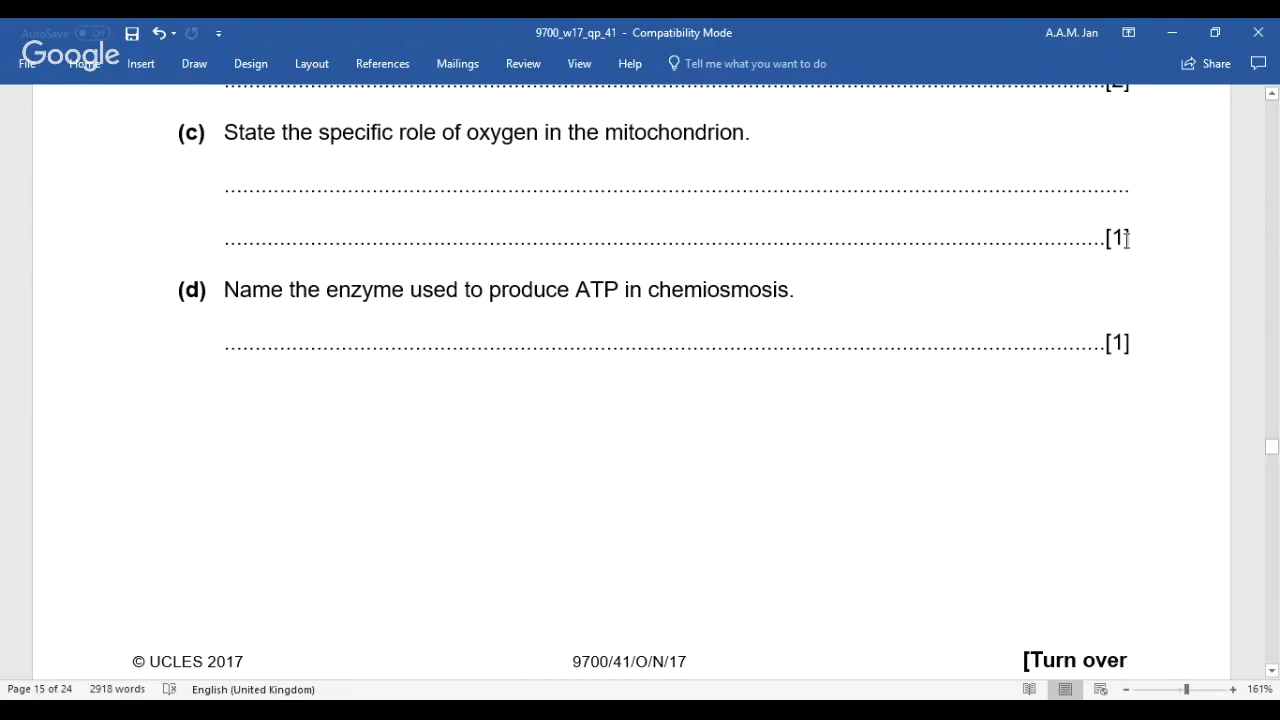 AutoSave Off 9700_w17_qp_41 - Compatibility Mode A.A.M. Jan
Google
File Home Insert Draw Design Layout References Mailings Review View Help Tell me what you want to do Share
..........[2]
(c) State the specific role of oxygen in the mitochondrion.
..........
..........[1]
(d) Name the enzyme used to produce ATP in chemiosmosis.
..........[1]
© UCLES 2017 9700/41/O/N/17 [Turn over
Page 15 of 24 2918 words English (United Kingdom) 161%